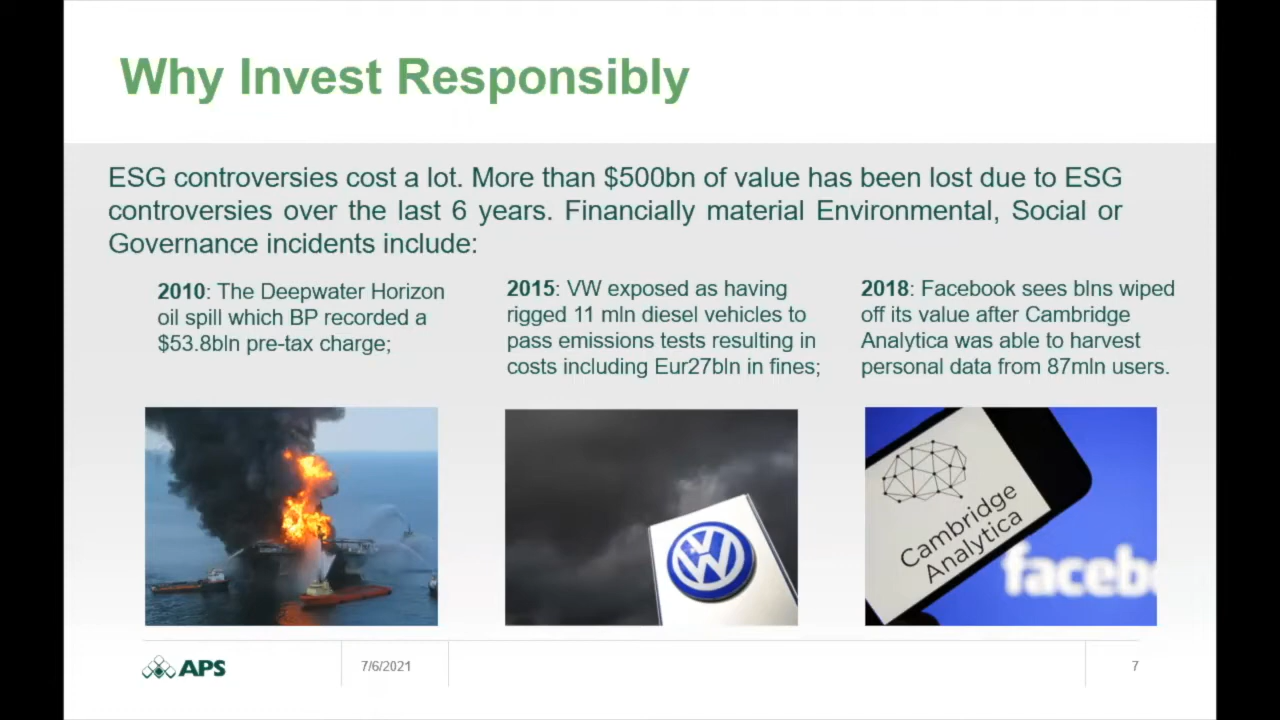 Why Invest Responsibly
ESG controversies cost a lot. More than $500bn of value has been lost due to ESG
controversies over the last 6 years. Financially material Environmental, Social or
Governance incidents include:
2010: The Deepwater Horizon
oil spill which BP recorded a
$53.8bln pre-tax charge;
2015: VW exposed as having
rigged 11 mln diesel vehicles to
pass emissions tests resulting in
costs including Eur27bln in fines;
2018: Facebook sees blns wiped
off its value after Cambridge
Analytica was able to harvest
personal data from 87mln users.
VW
Cambridge
Analytica
faceb
APS
7/6/2021
7